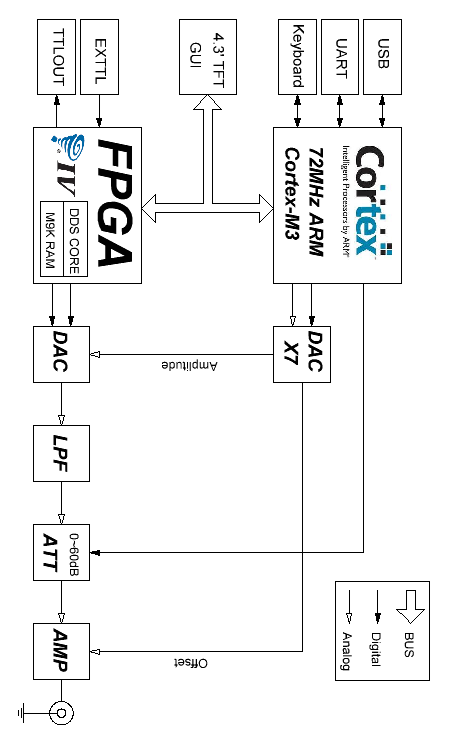 USB
UART
Keyboard
4.3' TFT
GUI
EXTTL
TTLOUT
Cortex
Intelligent Processors by ARM®
72MHz ARM
Cortex-M3
FPGA
IV
DDS CORE
M9K RAM
DAC
X7
Amplitude
DAC
LPF
0~60dB
ATT
Offset
AMP
BUS
Digital
Analog